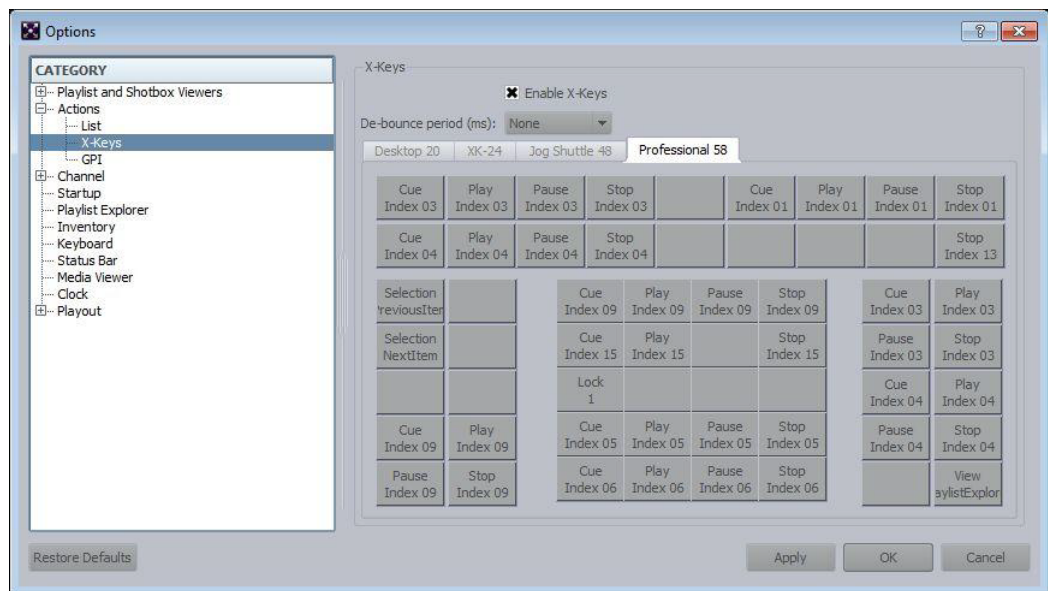 Options
CATEGORY
Playlist and Shotbox Viewers
Actions
List
X-Keys
GPI
Channel
Startup
Playlist Explorer
Inventory
Keyboard
Status Bar
Media Viewer
Clock
Playout
X-Keys
Enable X-Keys
De-bounce period (ms): None
Desktop 20 XK-24 Jog Shuttle 48 Professional 58
Cue Play Pause Stop Cue Play Pause Stop
Index 03 Index 03 Index 03 Index 03 Index 01 Index 01 Index 01 Index 01
Cue Play Pause Stop Stop
Index 04 Index 04 Index 04 Index 04 Index 13
Selection Cue Play Pause Stop Cue Play
PreviousIter Index 09 Index 09 Index 09 Index 09 Index 03 Index 03
Selection Cue Play Stop Pause Stop
NextItem Index 15 Index 15 Index 15 Index 03 Index 03
Lock Cue Play
1 Index 04 Index 04
Cue Play Cue Play Pause Stop Pause Stop
Index 09 Index 09 Index 05 Index 05 Index 05 Index 05 Index 04 Index 04
Pause Stop Cue Play Pause Stop View
Index 09 Index 09 Index 06 Index 06 Index 06 Index 06 aylistExplor
Restore Defaults Apply OK Cancel